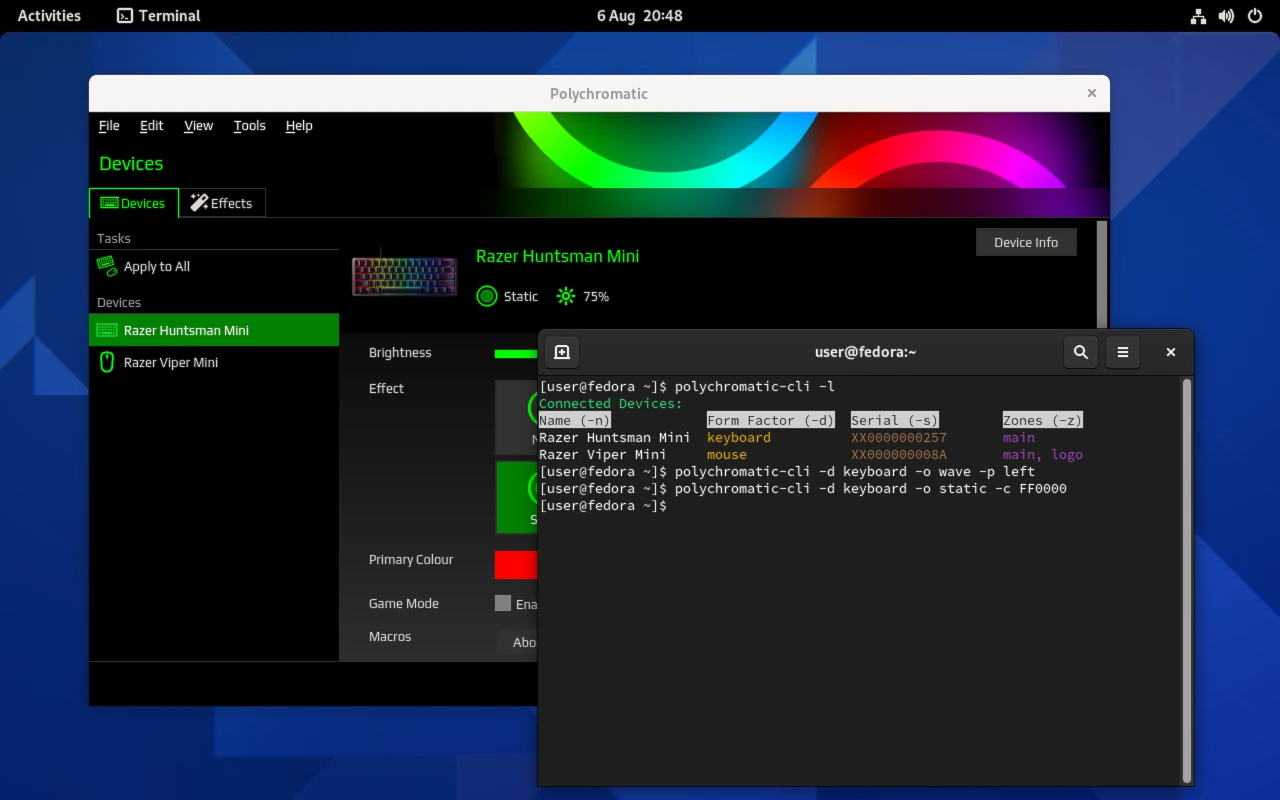 Activities Terminal 6 Aug 20:48
Polychromatic
File Edit View Tools Help
Devices
Devices Effects
Tasks
Apply to All
Devices
Razer Huntsman Mini
Razer Viper Mini
Razer Huntsman Mini
Device Info
Static 75%
Brightness
Effect
Primary Colour
Game Mode
Macros
user@fedora:~
[user@fedora ~]$ polychromatic-cli -l
Connected Devices:
Name (-n) Form Factor (-d) Serial (-s) Zones (-z)
Razer Huntsman Mini keyboard XX0000000257 main
Razer Viper Mini mouse XX000000008A main, logo
[user@fedora ~]$ polychromatic-cli -d keyboard -o wave -p left
[user@fedora ~]$ polychromatic-cli -d keyboard -o static -c FF0000
[user@fedora ~]$